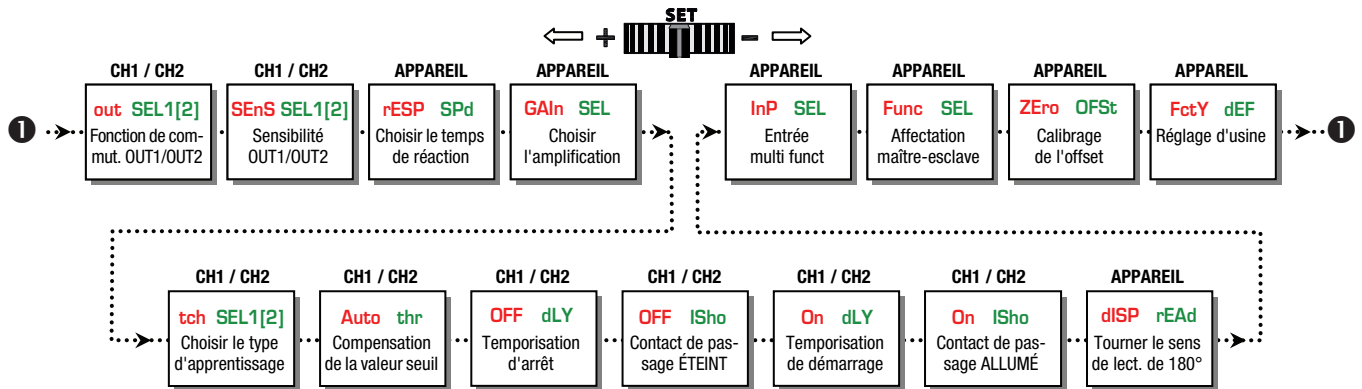 SET
+ -
CH1 / CH2 CH1 / CH2 APPAREIL APPAREIL APPAREIL APPAREIL APPAREIL APPAREIL
1
out SEL1[2]
Fonction de com-
mut. OUT1/OUT2
SEnS SEL1[2]
Sensibilité
OUT1/OUT2
rESP SPd
Choisir le temps
de réaction
GAIn SEL
Choisir
l'amplification
InP SEL
Entrée
multi funct
Func SEL
Affectation
maître-esclave
ZEro OFSt
Calibrage
de l'offset
FctY dEF
Réglage d'usine
1
CH1 / CH2 CH1 / CH2 CH1 / CH2 CH1 / CH2 CH1 / CH2 CH1 / CH2 APPAREIL
tch SEL1[2]
Choisir le type
d'apprentissage
Auto thr
Compensation
de la valeur seuil
OFF dLY
Temporisation
d'arrêt
OFF ISho
Contact de pas-
sage ÉTEINT
On dLY
Temporisation
de démarrage
On ISho
Contact de pas-
sage ALLUMÉ
dISP rEAd
Tourner le sens
de lect. de 180°